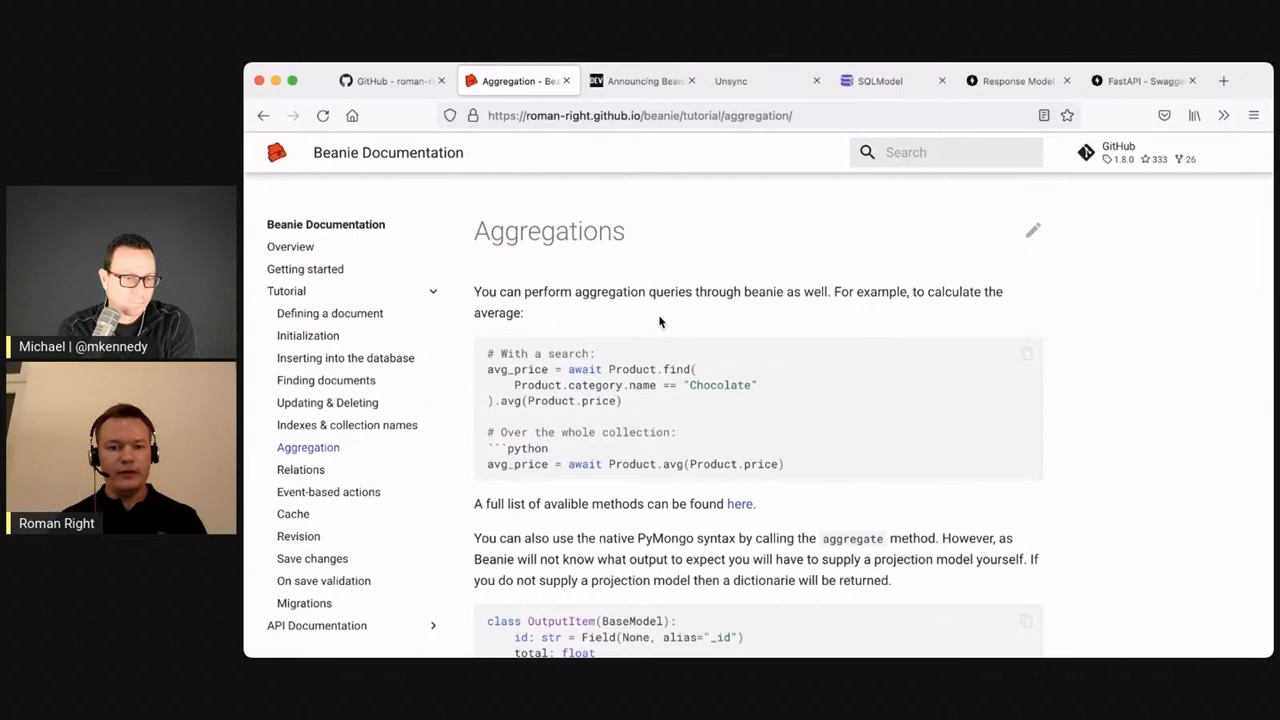 GitHub - roman-ri
Aggregation - Bea
DEV
Announcing Bean
Unsync
SQLModel
Response Model -
FastAPI - Swagge
https://roman-right.github.io/beanie/tutorial/aggregation/
Beanie Documentation
Search
GitHub
1.8.0 333 26
Beanie Documentation
Overview
Getting started
Tutorial
Defining a document
Initialization
Inserting into the database
Finding documents
Updating & Deleting
Indexes & collection names
Aggregation
Relations
Event-based actions
Cache
Revision
Save changes
On save validation
Migrations
API Documentation
Aggregations
You can perform aggregation queries through beanie as well. For example, to calculate the
average:
# With a search:
avg_price = await Product.find(
Product.category.name == "Chocolate"
).avg(Product.price)
# Over the whole collection:
```python
avg_price = await Product.avg(Product.price)
A full list of avalible methods can be found here.
You can also use the native PyMongo syntax by calling the aggregate method. However, as
Beanie will not know what output to expect you will have to supply a projection model yourself. If
you do not supply a projection model then a dictionarie will be returned.
class OutputItem(BaseModel):
id: str = Field(None, alias="_id")
total: float
Michael | @mkennedy
Roman Right